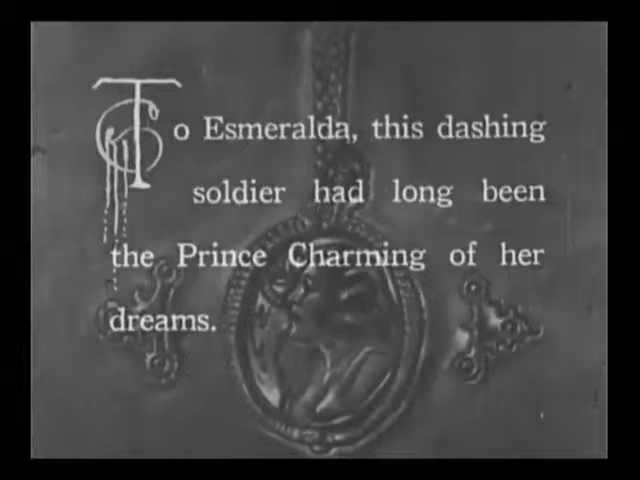 To Esmeralda, this dashing
soldier had long been
the Prince Charming of her
dreams.